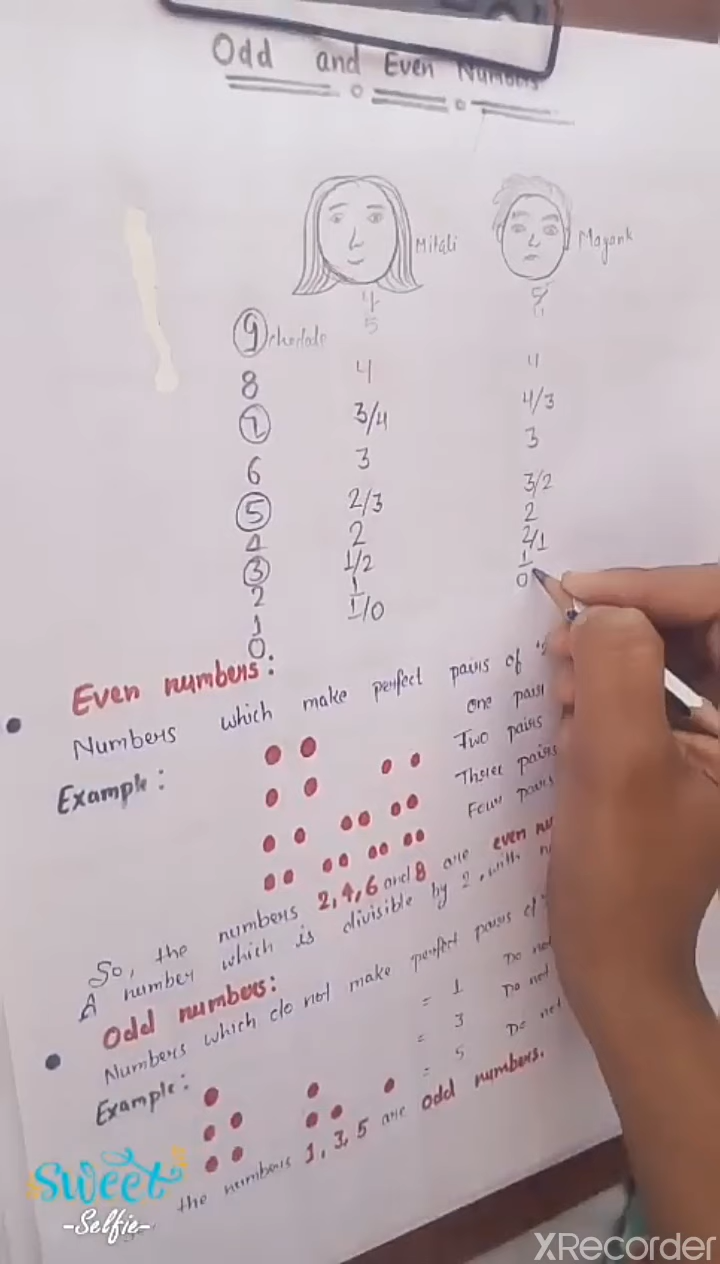 Odd and Even Numbers
Mitali
Mayank
4
5
9
8 4 4
7 3/4 4/3
6 3 3
5 2/3 3/2
4 2 2
3 1/2 2/1
2 1 1
1 1/0 0
0
Even numbers:
Numbers which make perfect pairs of
Example:
one pair
Two pairs
Three pairs
Four pairs
So, the numbers 2, 4, 6 and 8 are even nu
A number which is divisible by 2, with
Odd numbers:
Numbers which do not make perfect pairs of
Example:
= 1 Do not
= 3 Do not
= 5 Do not
the numbers 1, 3, 5 are odd numbers.
Sweet
-Selfie-
XRecorder